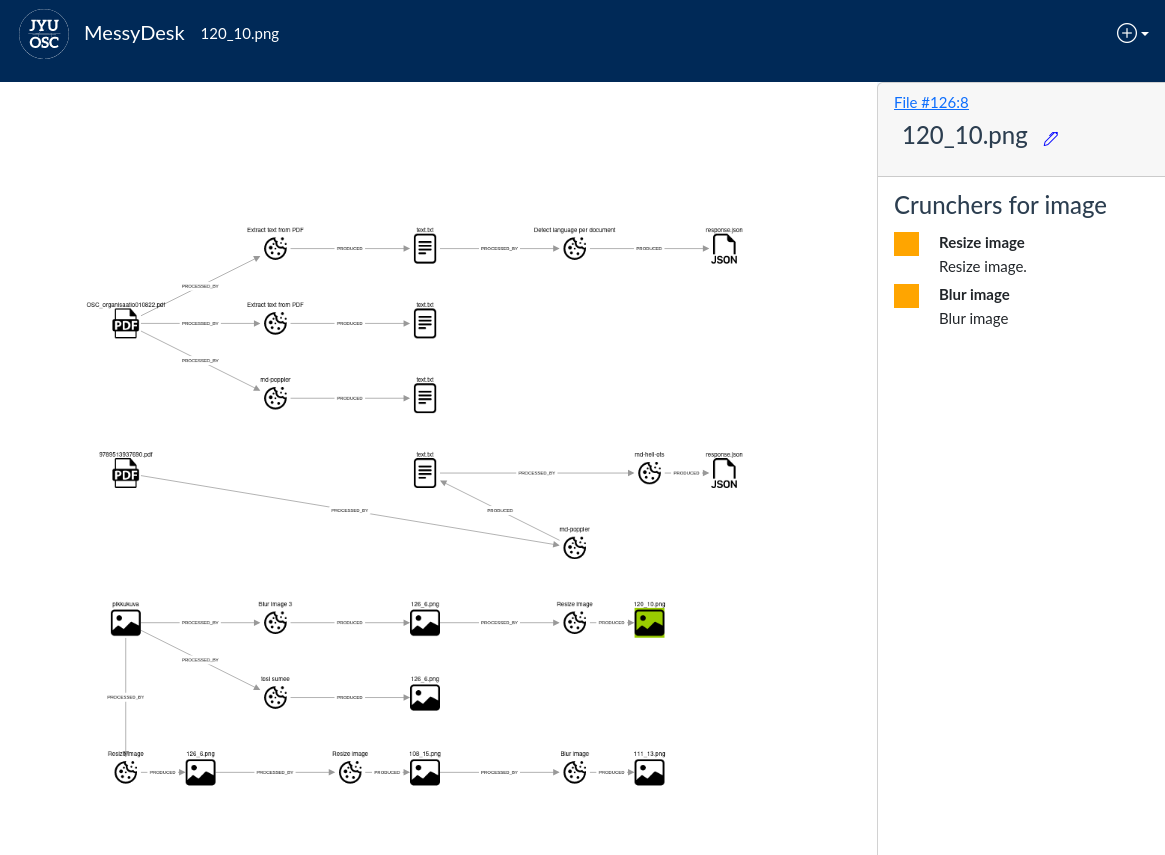 JYU
OSC
MessyDesk 120_10.png
File #126:8
120_10.png
Crunchers for image
Resize image
Resize image.
Blur image
Blur image
Extract text from PDF
text.txt
Detect language per document
response.json
PRODUCED
PROCESSED_BY
PRODUCED
JSON
PROCESSED_BY
OSC_organisaatio010822.pdf
Extract text from PDF
text.txt
PDF
PROCESSED_BY
PRODUCED
PROCESSED_BY
md-poppler
text.txt
PRODUCED
9789513937690.pdf
text.txt
md-heli-ots
response.json
PDF
PROCESSED_BY
PRODUCED
JSON
PROCESSED_BY
PRODUCED
md-poppler
pikkukuva
Blur image 3
126_6.png
Resize image
120_10.png
PROCESSED_BY
PRODUCED
PROCESSED_BY
PRODUCED
PROCESSED_BY
tosi sumee
126_6.png
PROCESSED_BY
PRODUCED
Resize image
126_6.png
Resize image
108_15.png
Blur image
111_13.png
PRODUCED
PROCESSED_BY
PRODUCED
PROCESSED_BY
PRODUCED